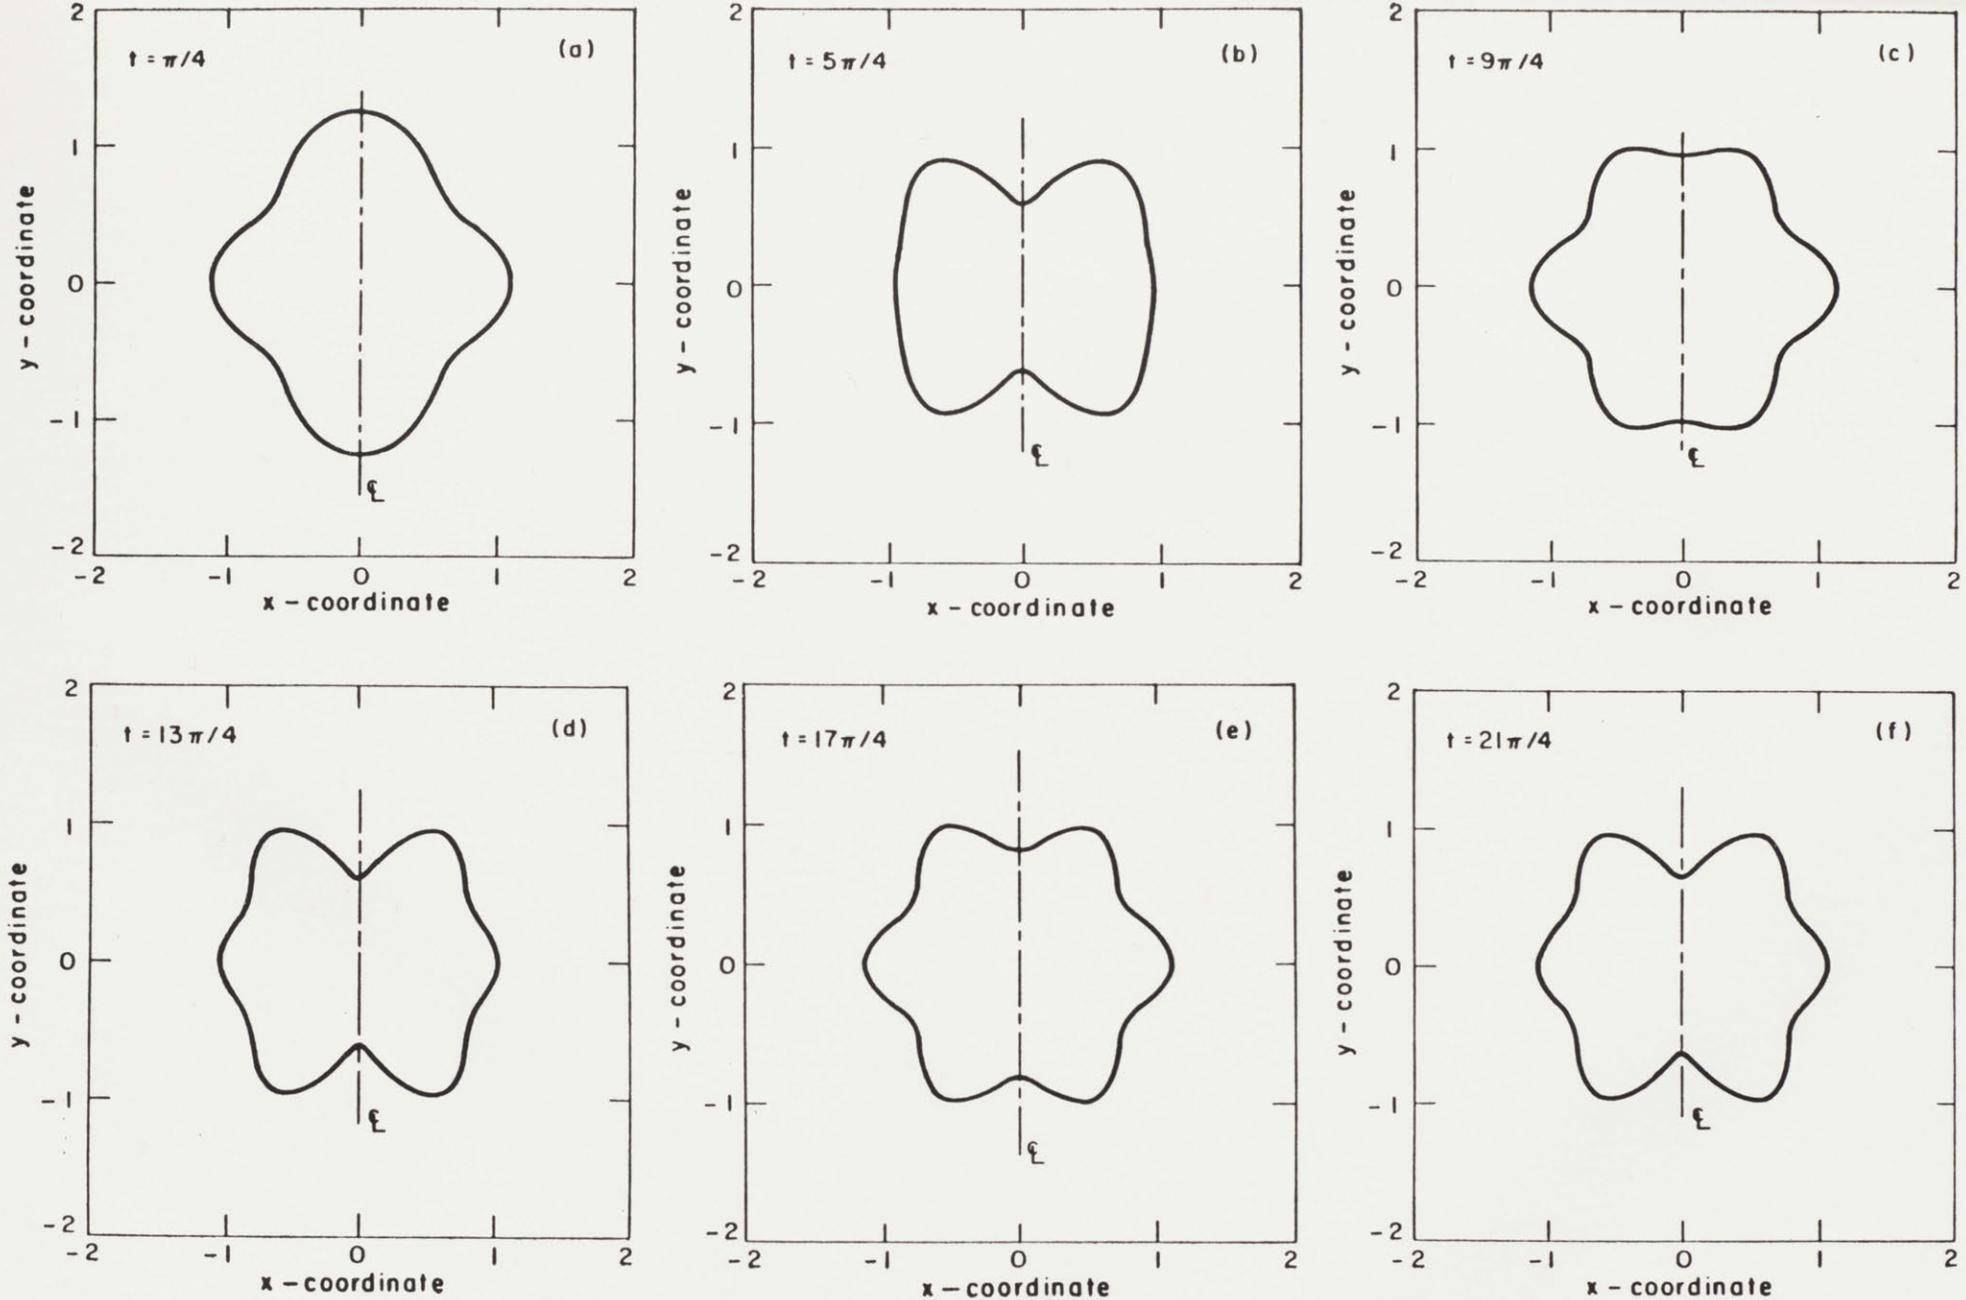 t = π/4
(a)
2
1
0
-1
-2
y - coordinate
-2 -1 0 1 2
x - coordinate
℄
t = 5π/4
(b)
2
1
0
-1
-2
y - coordinate
-2 -1 0 1 2
x - coordinate
℄
t = 9π/4
(c)
2
1
0
-1
-2
y - coordinate
-2 -1 0 1 2
x - coordinate
℄
t = 13π/4
(d)
2
1
0
-1
-2
y - coordinate
-2 -1 0 1 2
x - coordinate
℄
t = 17π/4
(e)
2
1
0
-1
-2
y - coordinate
-2 -1 0 1 2
x - coordinate
℄
t = 21π/4
(f)
2
1
0
-1
-2
y - coordinate
-2 -1 0 1 2
x - coordinate
℄